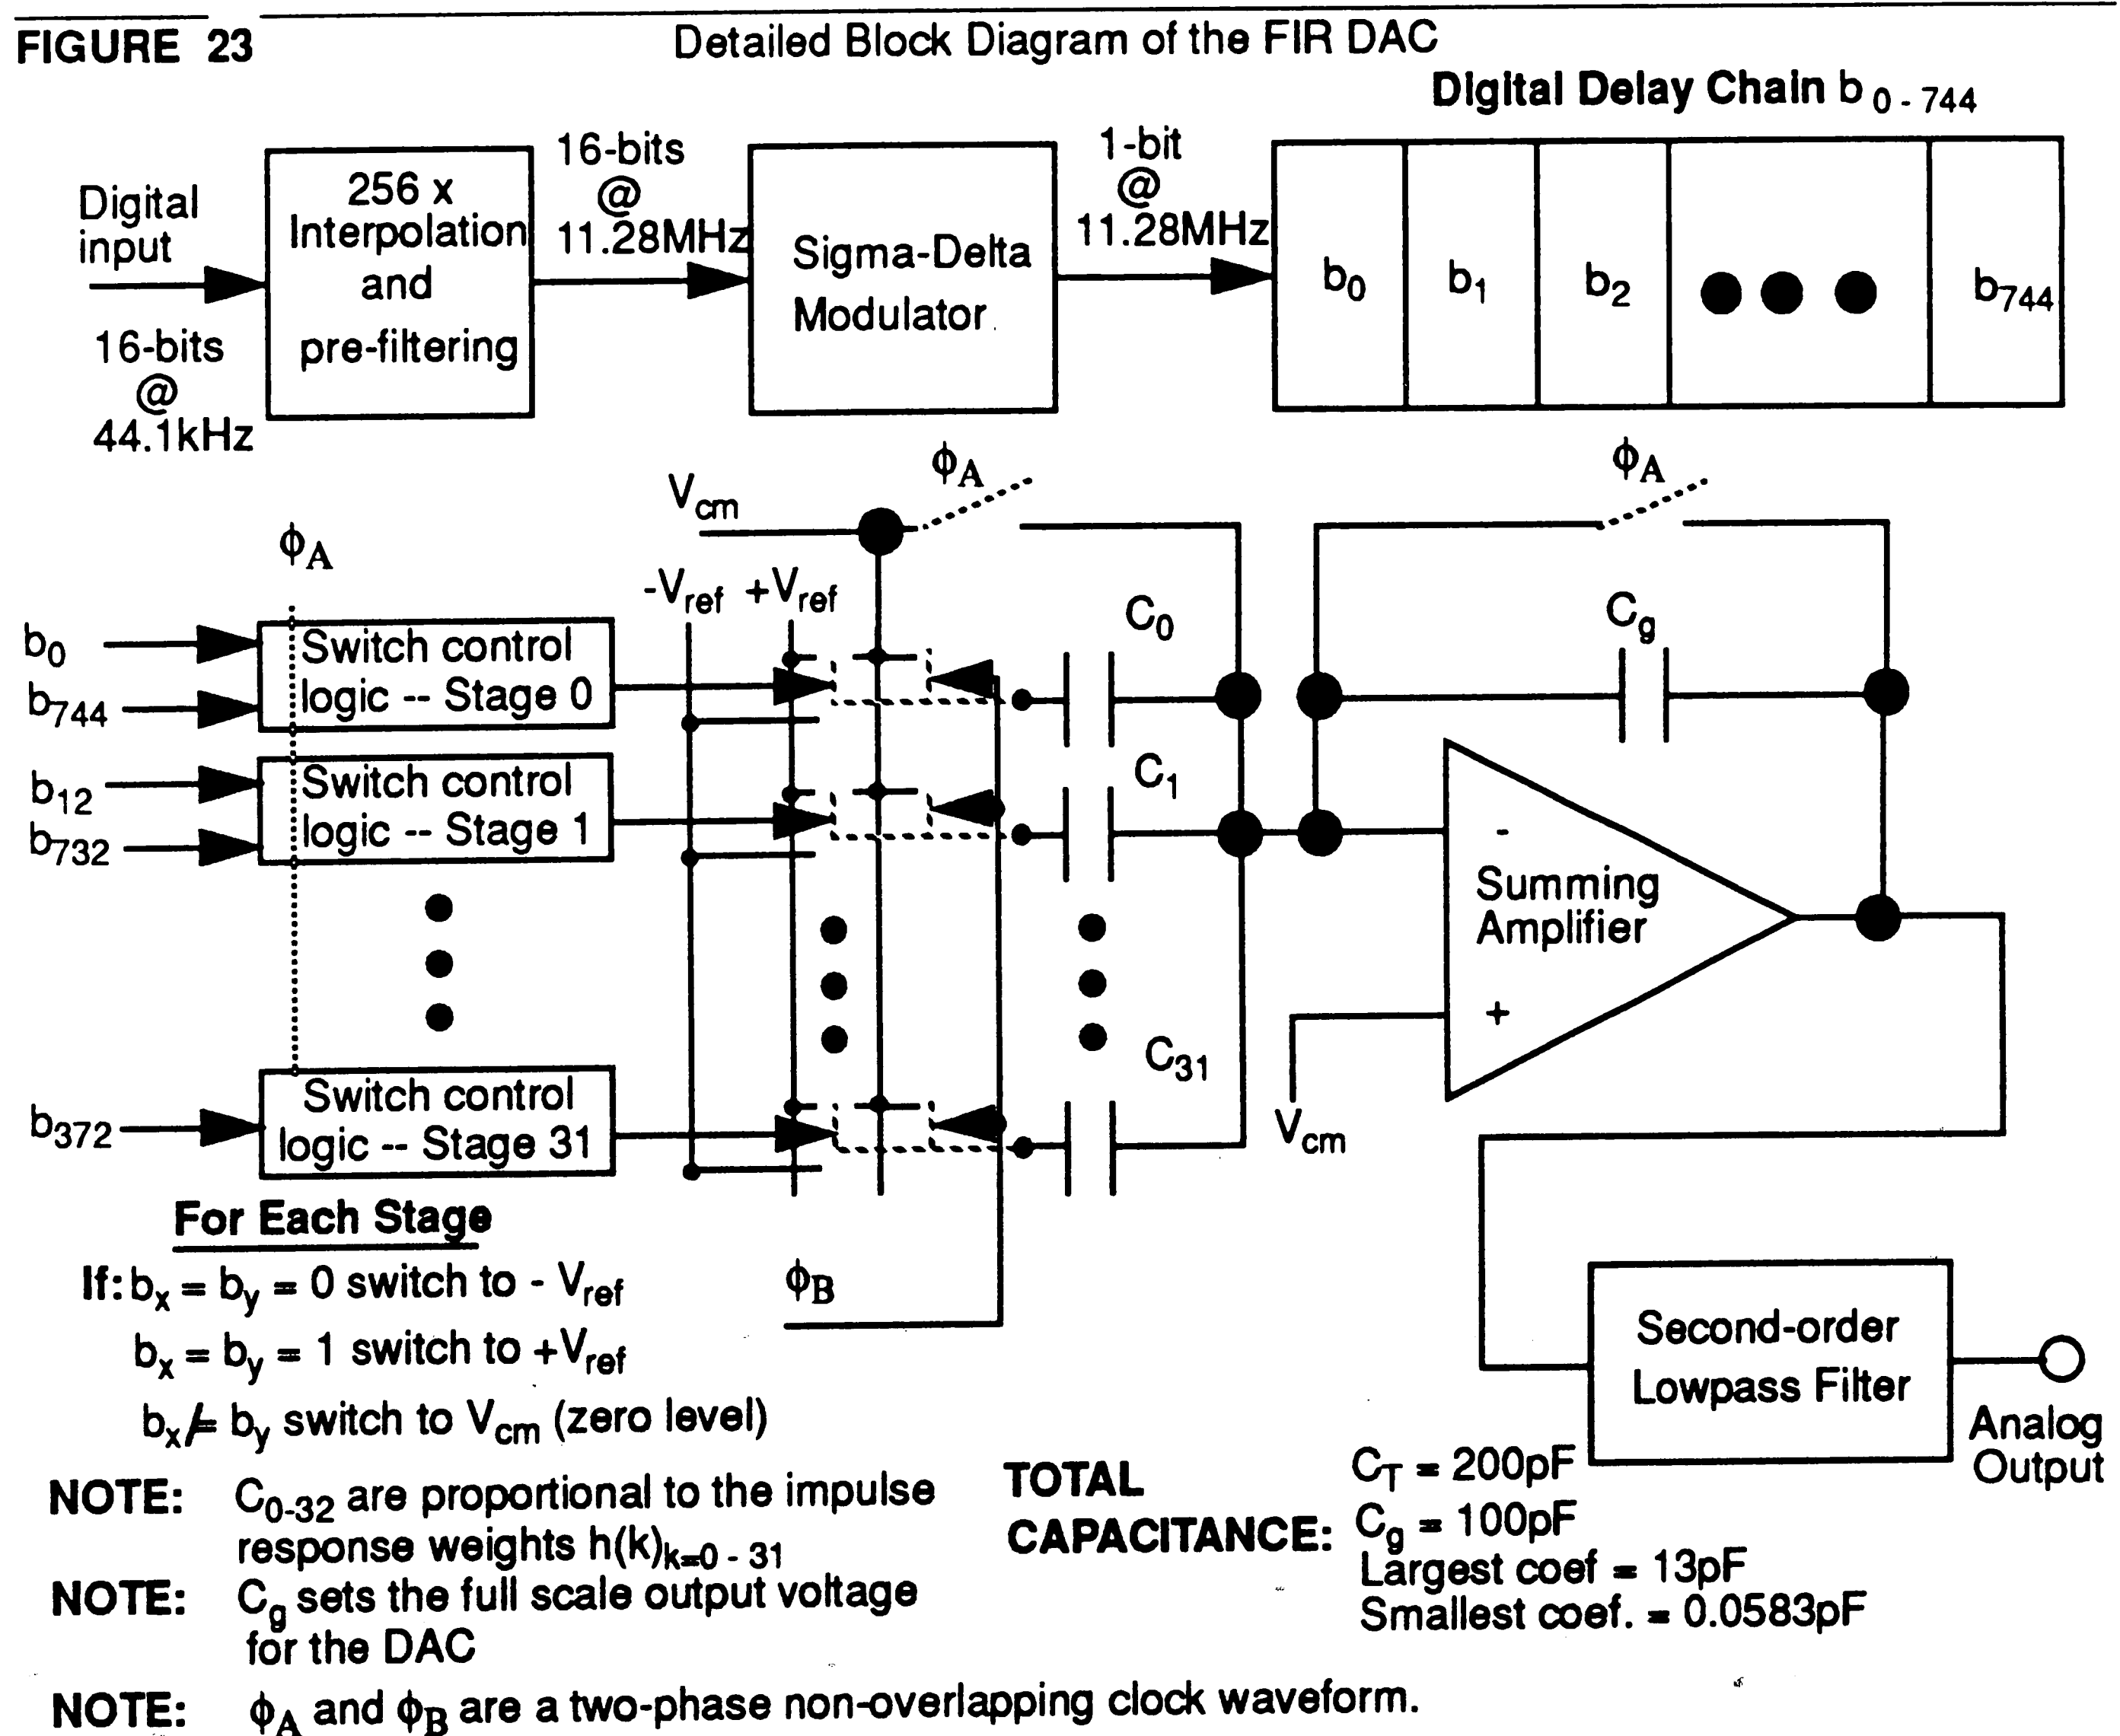 FIGURE 23
Detailed Block Diagram of the FIR DAC
Digital Delay Chain b0 - 744
Digital
input
16-bits
@
44.1kHz
256 x
Interpolation
and
pre-filtering
16-bits
@
11.28MHz
Sigma-Delta
Modulator
1-bit
@
11.28MHz
b0
b1
b2
b744
ϕA
Vcm
ϕA
ϕA
-Vref +Vref
b0
b744
Switch control
logic -- Stage 0
C0
Cg
b12
b732
Switch control
logic -- Stage 1
C1
-
Summing
Amplifier
+
Vcm
b372
Switch control
logic -- Stage 31
C31
ϕB
For Each Stage
If: bx = by = 0 switch to - Vref
bx = by = 1 switch to +Vref
bx ≠ by switch to Vcm (zero level)
Second-order
Lowpass Filter
Analog
Output
NOTE: C0-32 are proportional to the impulse
response weights h(k)k=0 - 31
NOTE: Cg sets the full scale output voltage
for the DAC
NOTE: ϕA and ϕB are a two-phase non-overlapping clock waveform.
TOTAL
CAPACITANCE:
CT = 200pF
Cg = 100pF
Largest coef = 13pF
Smallest coef. = 0.0583pF